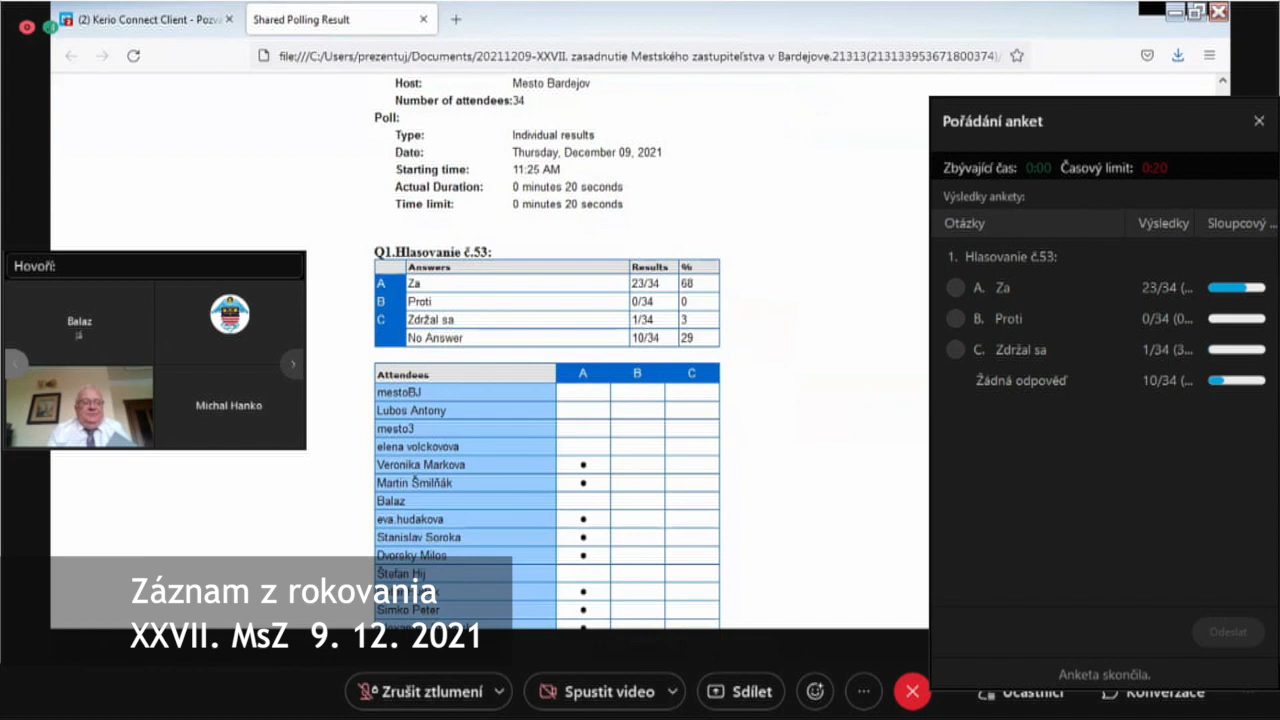 (2) Kerio Connect Client - Pozva
Shared Polling Result
file:///C:/Users/prezentuj/Documents/20211209-XXVII. zasadnutie Mestského zastupiteľstva v Bardejove.21313(213133953671800374)/
Host: Mesto Bardejov
Number of attendees:34
Poll:
Type: Individual results
Date: Thursday, December 09, 2021
Starting time: 11:25 AM
Actual Duration: 0 minutes 20 seconds
Time limit: 0 minutes 20 seconds
Q1.Hlasovanie č.53:
Answers Results %
A Za 23/34 68
B Proti 0/34 0
C Zdržal sa 1/34 3
No Answer 10/34 29
Attendees A B C
mestoBJ
Lubos Antony
mesto3
elena volckovova
Veronika Markova •
Martin Šmilňák •
Balaz
eva.hudakova •
Stanislav Soroka •
Dvorsky Milos •
Štefan Hij
Simko Peter •
Hovoří:
Balaz
já
Michal Hanko
Záznam z rokovania
XXVII. MsZ 9. 12. 2021
Pořádání anket
Zbývající čas: 0:00 Časový limit: 0:20
Výsledky ankety:
Otázky Výsledky Sloupcový ...
1. Hlasovanie č.53:
A. Za 23/34 (...
B. Proti 0/34 (0...
C. Zdržal sa 1/34 (3...
Žádná odpověď 10/34 (...
Odeslat
Anketa skončila.
Zrušit ztlumení
Spustit video
Sdílet
Účastníci
Konverzace